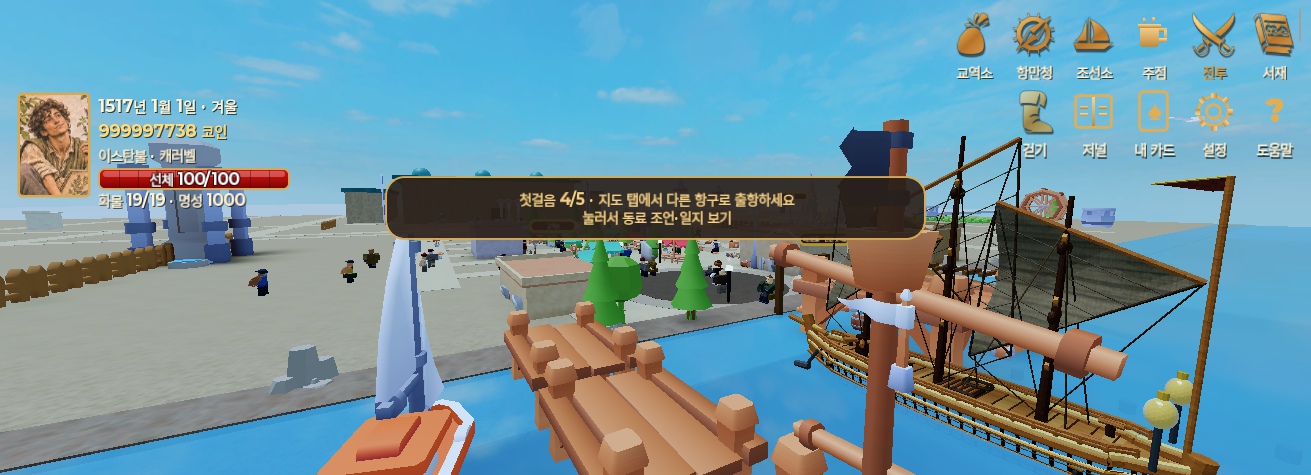 교역소
항만청
조선소
주점
전투
서재
걷기
저널
내 카드
설정
도움말
1517년 1월 1일 · 겨울
999997738 코인
이스탄불 · 캐러벨
선체 100/100
화물 19/19 · 명성 1000
첫걸음 4/5 · 지도 탭에서 다른 항구로 출항하세요
눌러서 동료 조언·일지 보기